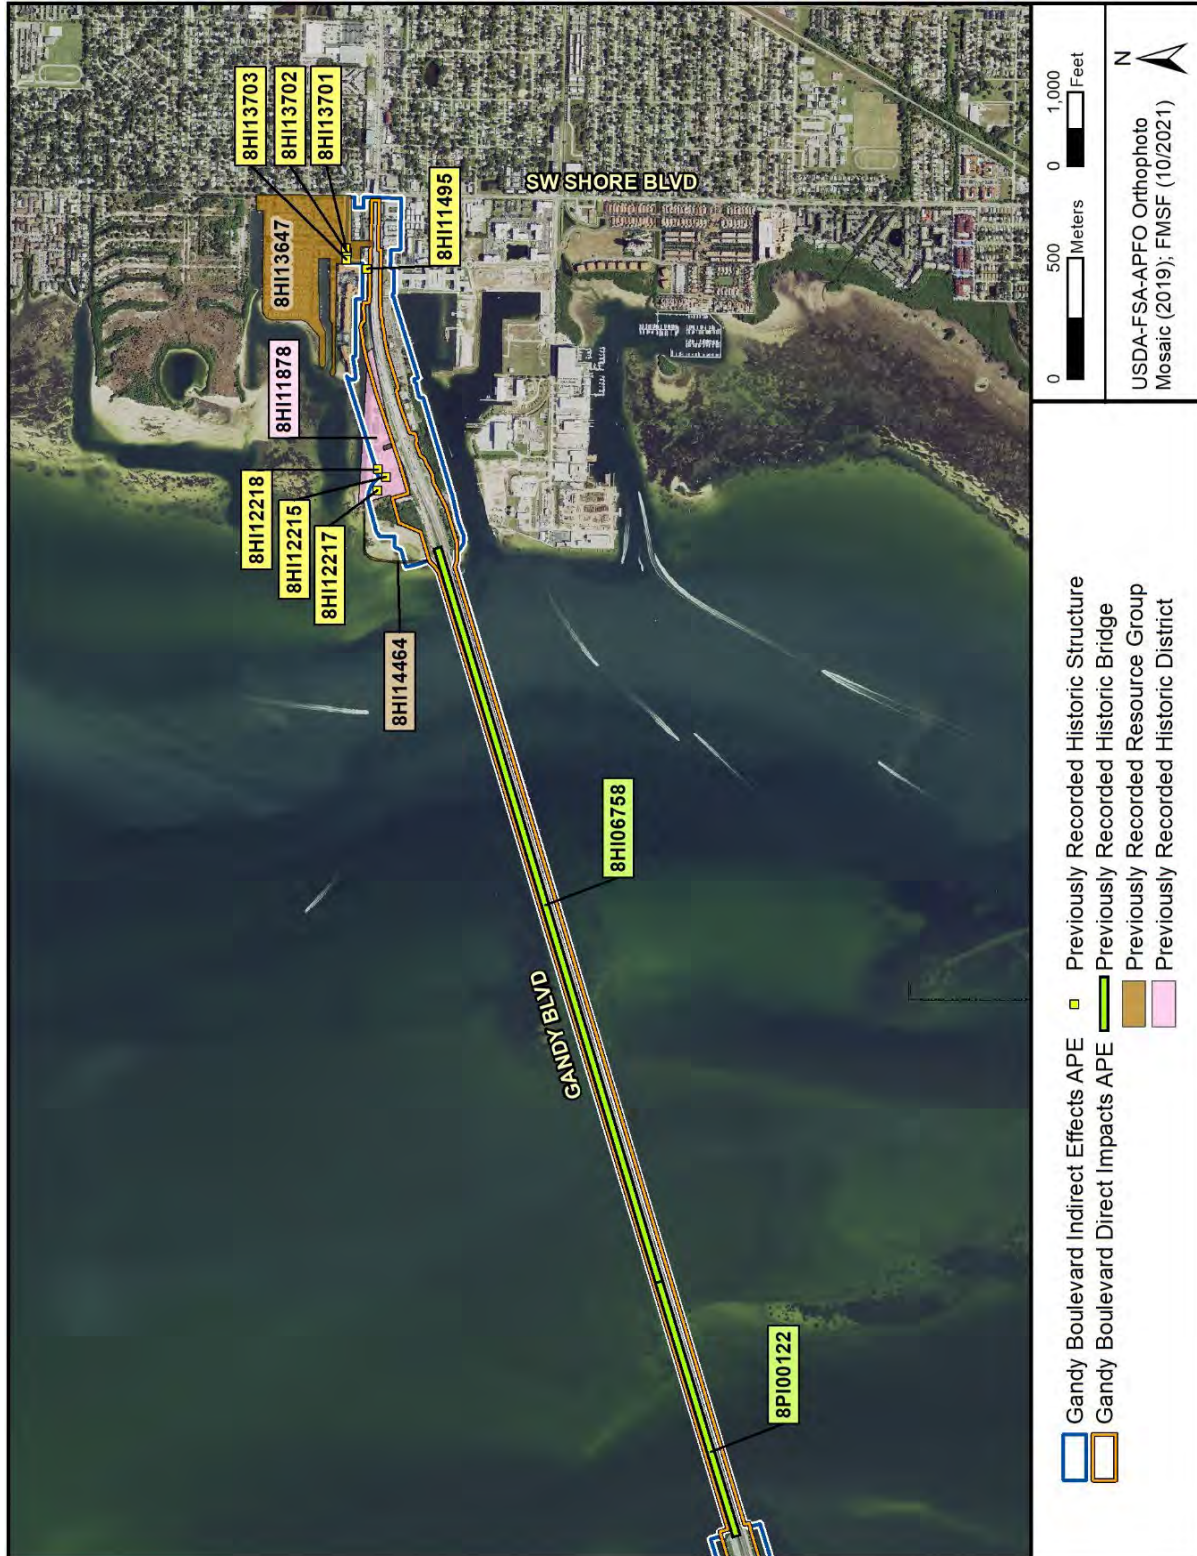 8HI13703
8HI13702
8HI13701
8HI13647
SW SHORE BLVD
8HI11495
8HI11878
8HI12218
8HI12215
8HI12217
8HI14464
8HI06758
GANDY BLVD
8PI00122
Gandy Boulevard Indirect Effects APE
Gandy Boulevard Direct Impacts APE
Previously Recorded Historic Structure
Previously Recorded Historic Bridge
Previously Recorded Resource Group
Previously Recorded Historic District
0 500
Meters
0 1,000
Feet
USDA-FSA-APFO Orthophoto
Mosaic (2019); FMISF (10/2021)
N